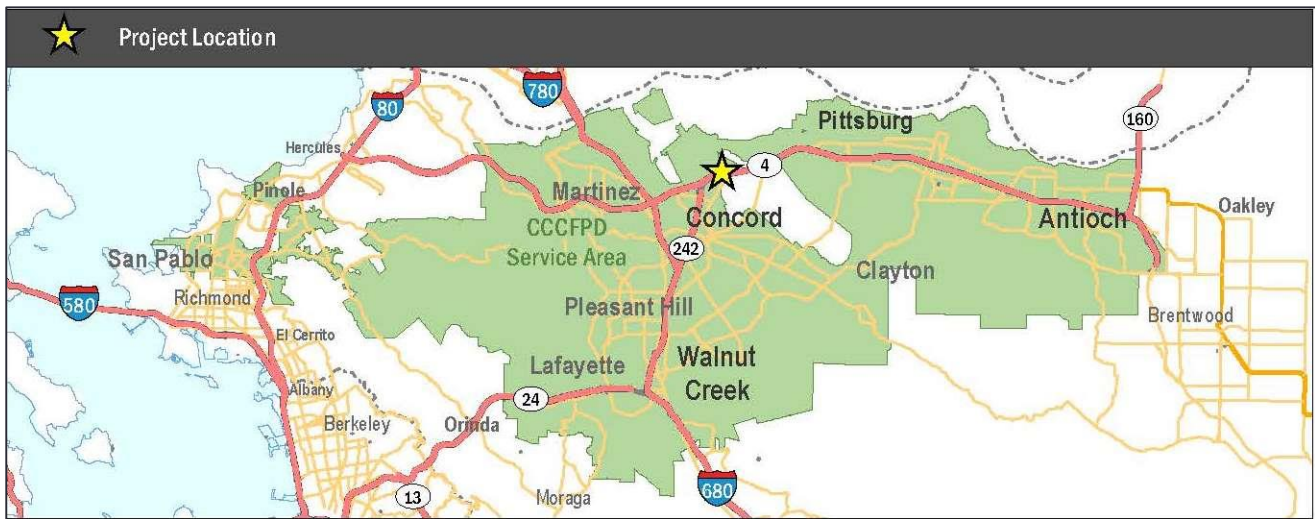 Project Location
780
80
160
Pittsburg
Hercules
4
Pinole
Martinez
Oakley
Concord
Antioch
CCCFPD
Service Area
242
San Pablo
Clayton
Richmond
580
Pleasant Hill
Brentwood
El Cerrito
Walnut
Creek
Lafayette
Albany
24
Berkeley
Orinda
680
13
Moraga